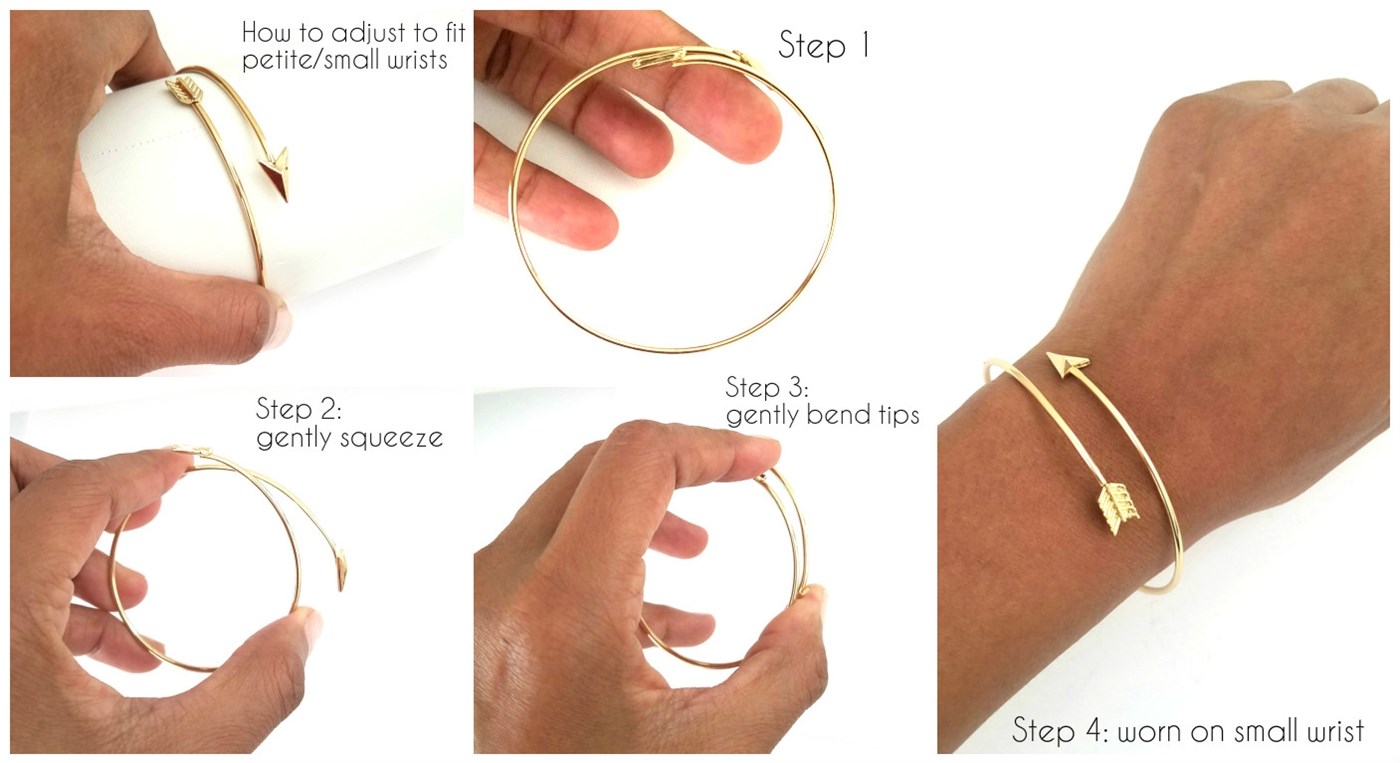 How to adjust to fit
petite/small wrists
Step 1
Step 2:
gently squeeze
Step 3:
gently bend tips
Step 4: worn on small wrist